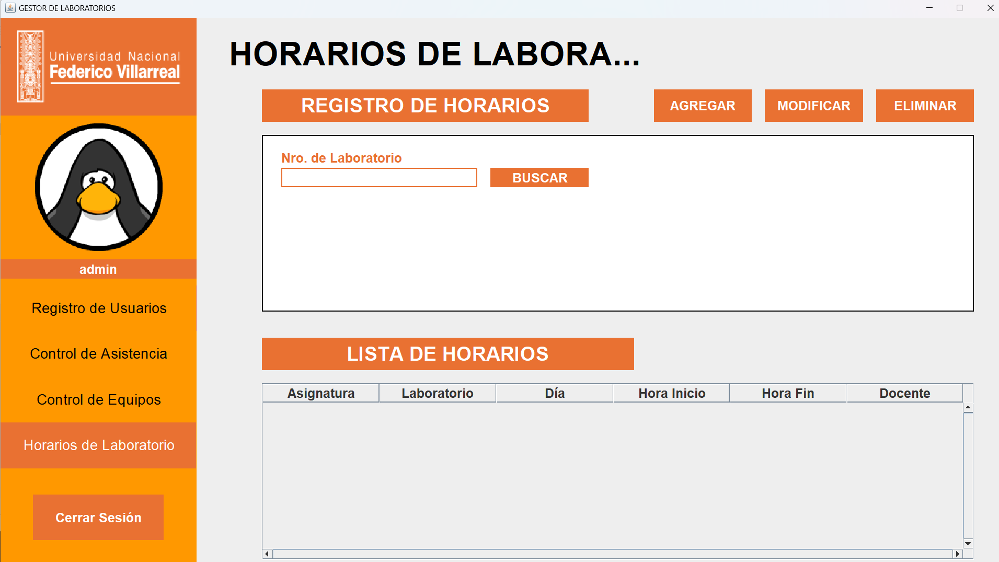 GESTOR DE LABORATORIOS
Universidad Nacional
Federico Villarreal
admin
Registro de Usuarios
Control de Asistencia
Control de Equipos
Horarios de Laboratorio
Cerrar Sesión
HORARIOS DE LABORA...
REGISTRO DE HORARIOS
AGREGAR
MODIFICAR
ELIMINAR
Nro. de Laboratorio
BUSCAR
LISTA DE HORARIOS
Asignatura Laboratorio Día Hora Inicio Hora Fin Docente